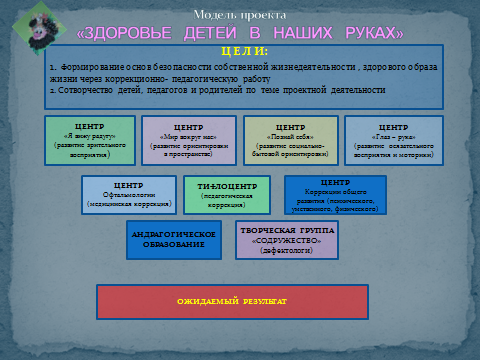 Модель проекта
«ЗДОРОВЬЕ ДЕТЕЙ В НАШИХ РУКАХ»
Ц Е Л И:
1. Формирование основ безопасности собственной жизнедеятельности , здорового образа
жизни через коррекционно- педагогическую работу
2. Сотворчество детей, педагогов и родителей по теме проектной деятельности
ЦЕНТР
«Я вижу радугу»
(развитие зрительного
восприятия)
ЦЕНТР
«Мир вокруг нас»
(развитие ориентировки
в пространстве)
ЦЕНТР
«Познай себя»
(развитие социально-
бытовой ориентировки)
ЦЕНТР
«Глаз – рука»
(развитие осязательного
восприятия и моторики)
ЦЕНТР
Офтальмологии
(медицинская коррекция)
ТИФЛОЦЕНТР
(педагогическая
коррекция)
ЦЕНТР
Коррекции общего
развития (психического,
умственного, физического)
АНДРАГОГИЧЕСКОЕ
ОБРАЗОВАНИЕ
ТВОРЧЕСКАЯ ГРУППА
«СОДРУЖЕСТВО»
(дефектологи)
ОЖИДАЕМЫЙ РЕЗУЛЬТАТ